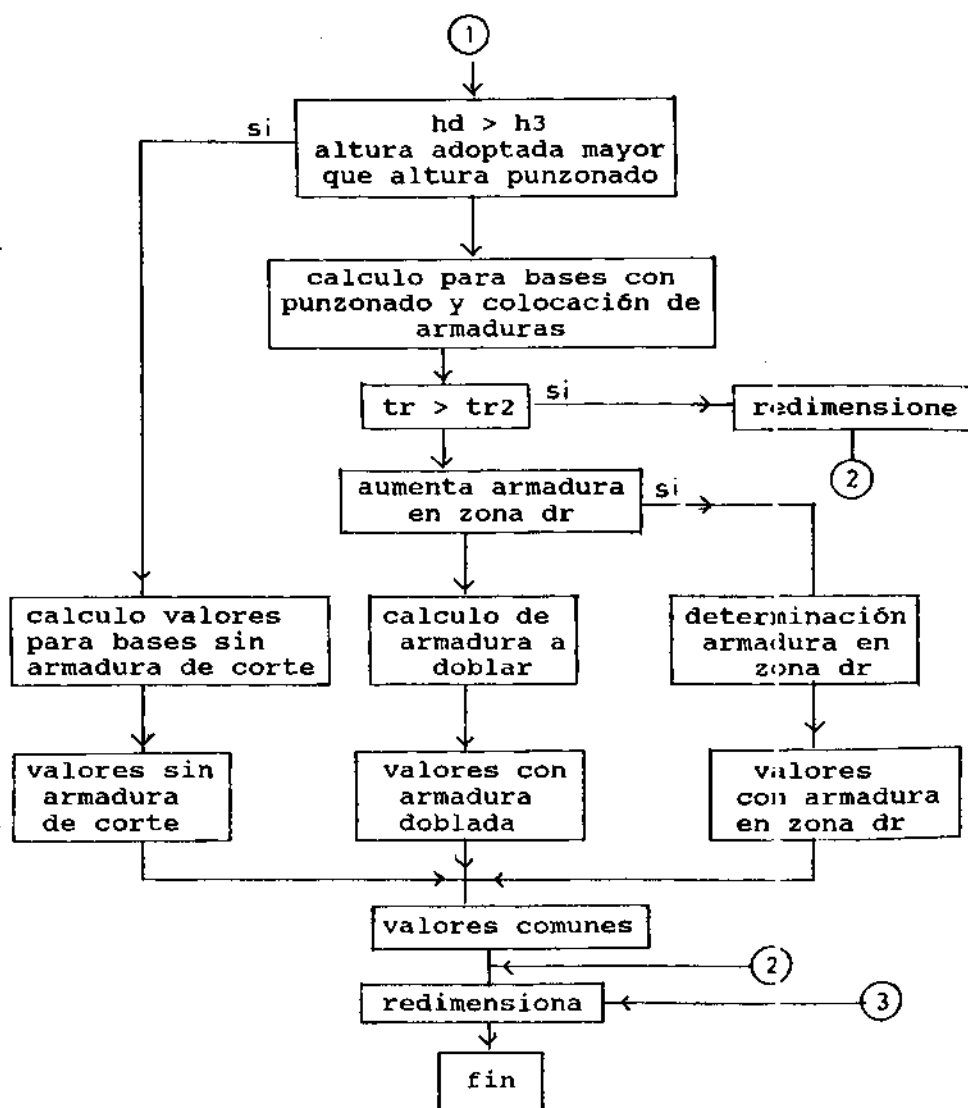 1
si
hd > h3
altura adoptada mayor
que altura punzonado
calculo para bases con
punzonado y colocación de
armaduras
tr > tr2
si
redimensione
2
aumenta armadura
en zona dr
si
calculo valores
para bases sin
armadura de corte
calculo de
armadura a
doblar
determinación
armadura en
zona dr
valores sin
armadura
de corte
valores con
armadura
doblada
valores
con armadura
en zona dr
valores comunes
2
redimensiona
3
fin